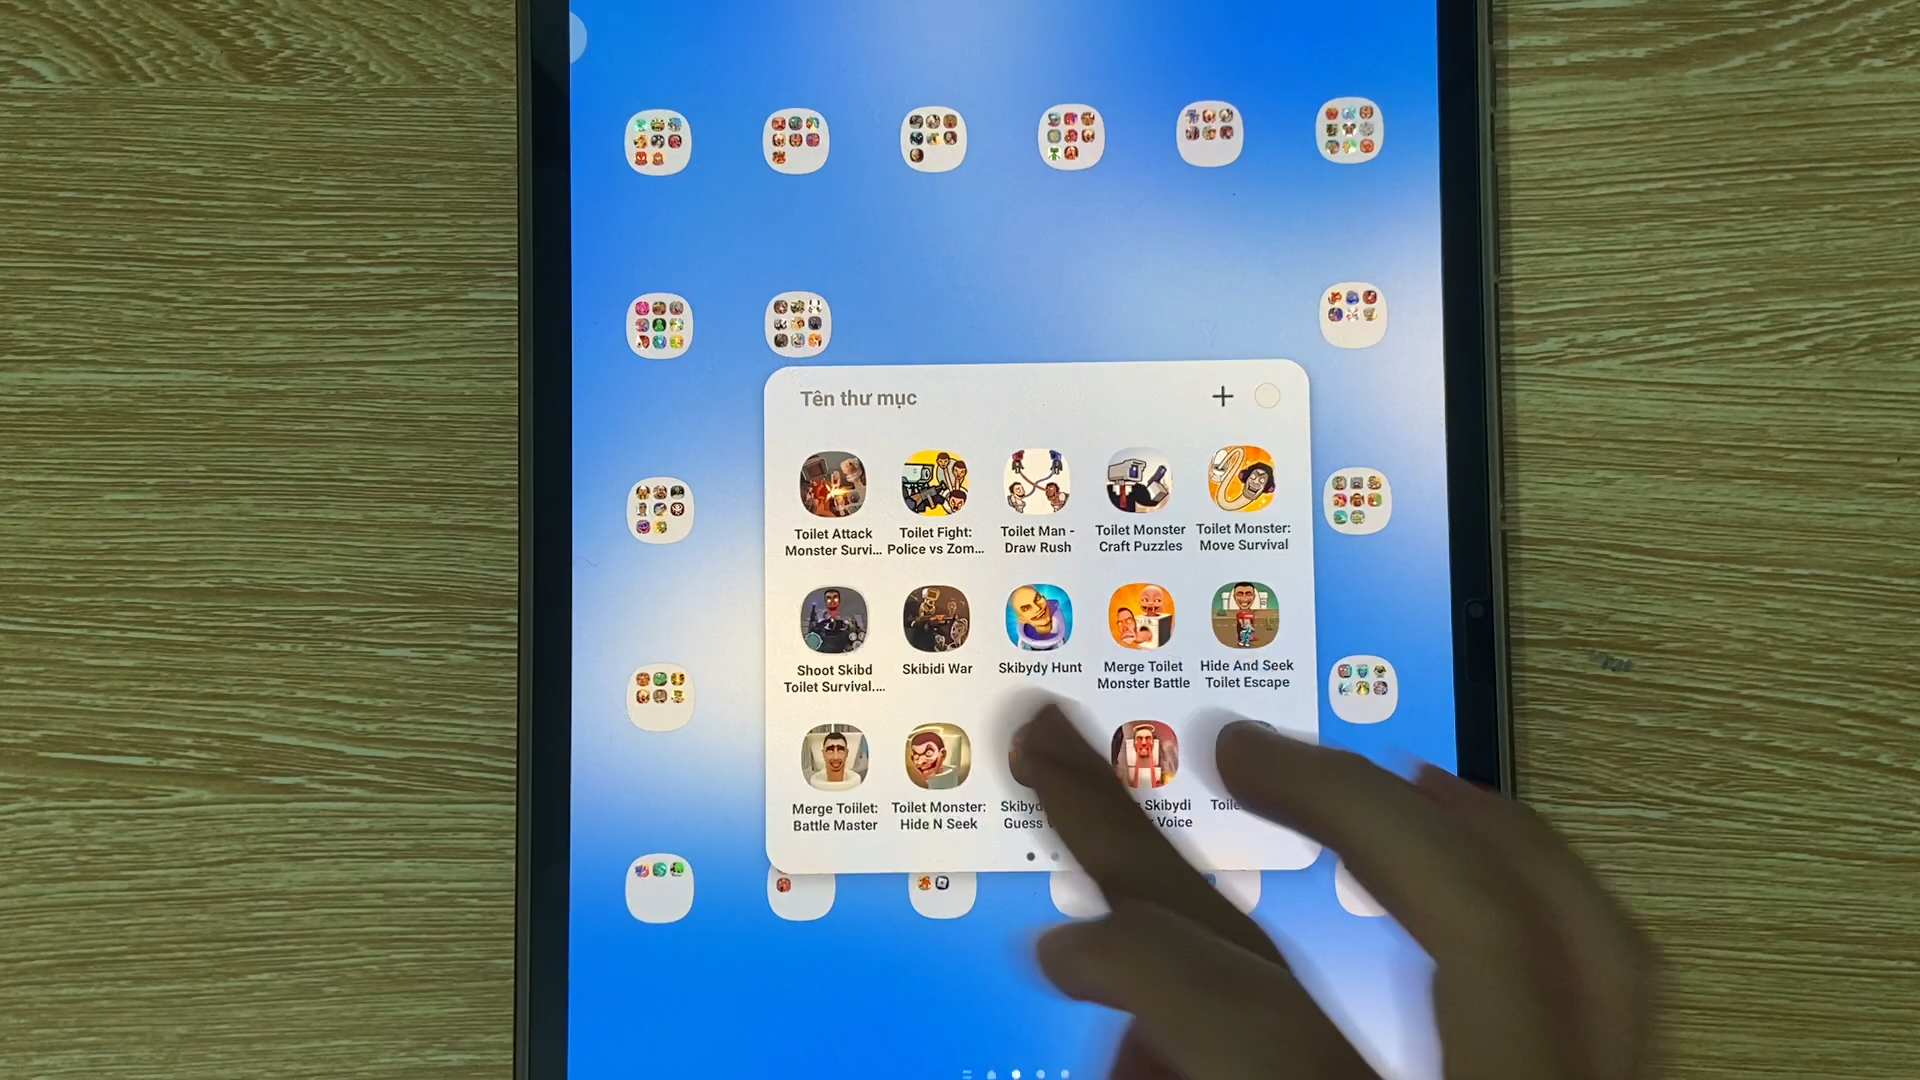 Tên thư mục
Toilet Attack
Monster Survi...
Toilet Fight:
Police vs Zom...
Toilet Man -
Draw Rush
Toilet Monster
Craft Puzzles
Toilet Monster:
Move Survival
Shoot Skibd
Toilet Survival....
Skibidi War
Skibydy Hunt
Merge Toilet
Monster Battle
Hide And Seek
Toilet Escape
Merge Toiilet:
Battle Master
Toilet Monster:
Hide N Seek
Guess
Skibydi
Voice